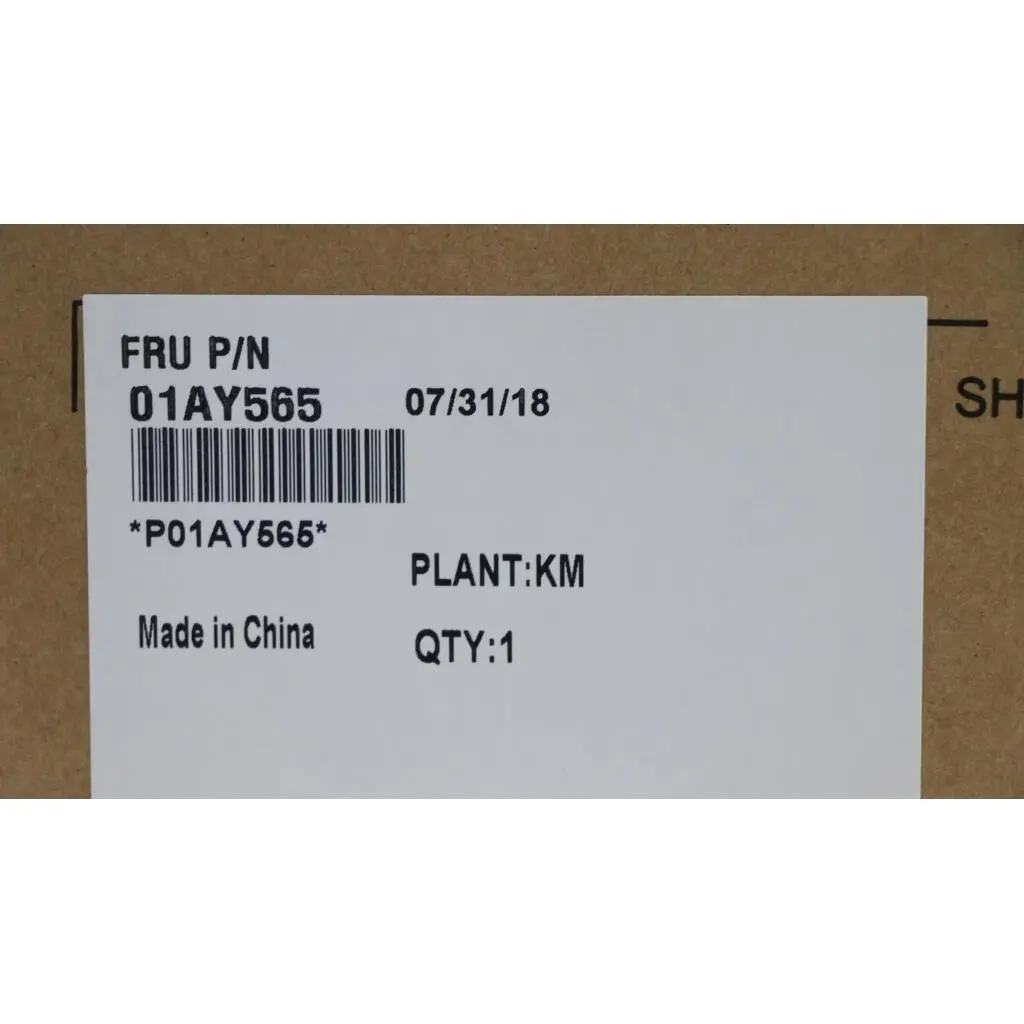 FRU P/N
01AY565 07/31/18
*P01AY565*
PLANT:KM
Made in China
QTY:1
SH